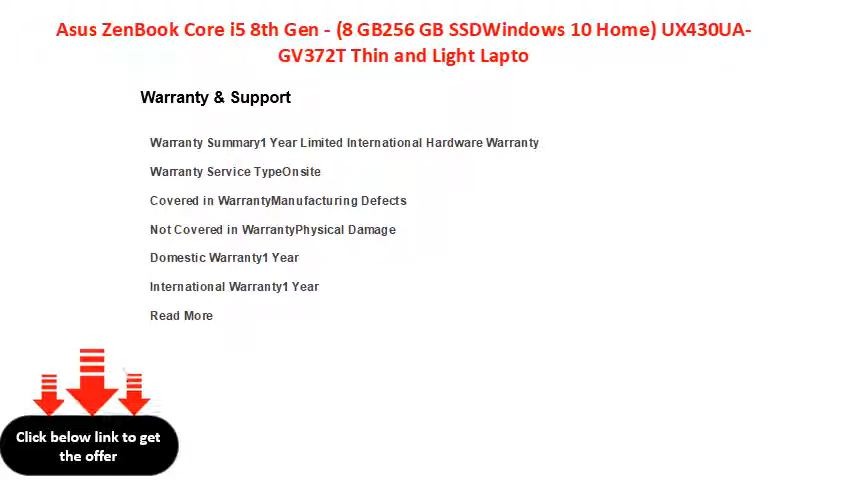 Asus ZenBook Core i5 8th Gen - (8 GB256 GB SSDWindows 10 Home) UX430UA-
GV372T Thin and Light Lapto
Warranty & Support
Warranty Summary1 Year Limited International Hardware Warranty
Warranty Service TypeOnsite
Covered in WarrantyManufacturing Defects
Not Covered in WarrantyPhysical Damage
Domestic Warranty1 Year
International Warranty1 Year
Read More
Click below link to get
the offer